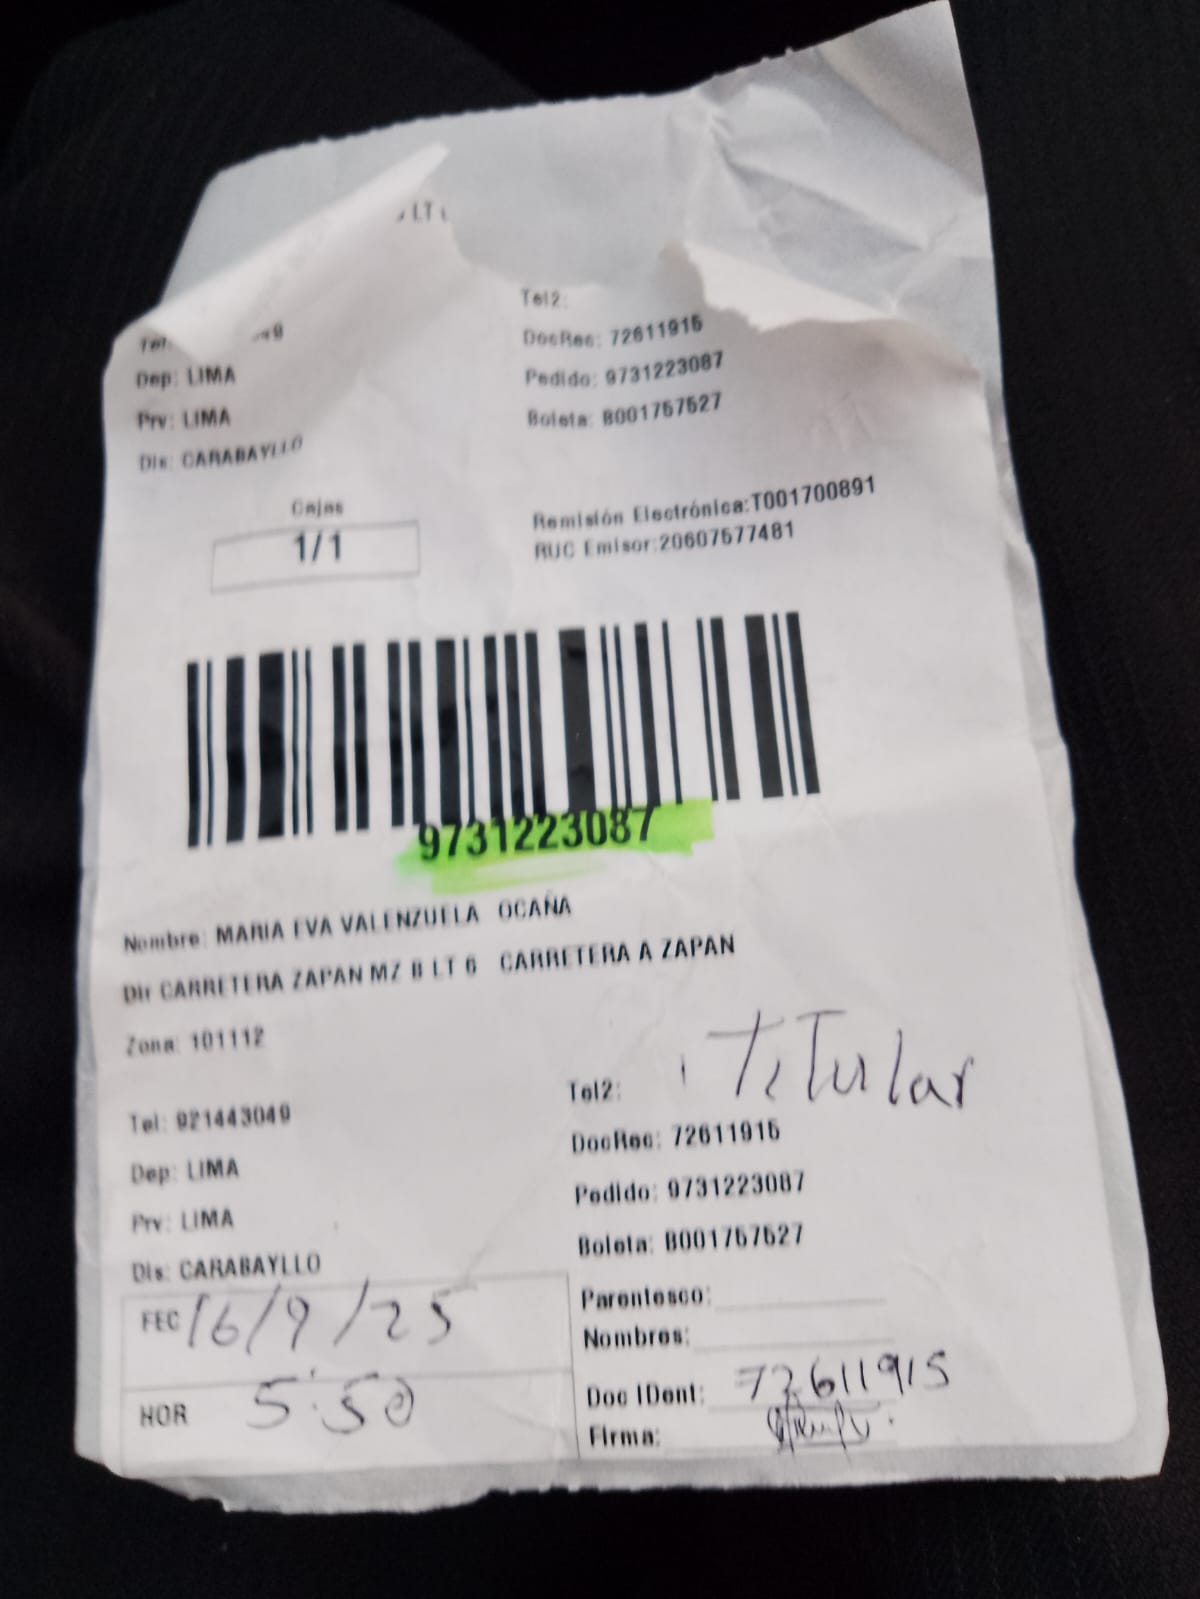 LT
Tel2:
Tel: 49
DocRec: 72611915
Dep: LIMA
Pedido: 9731223087
Prv: LIMA
Boleta: B001757527
Dis: CARABAYLLO
Cajas
1/1
Remisión Electrónica:T001700891
RUC Emisor:20607577481
9731223087
Nombre: MARIA EVA VALENZUELA OCAÑA
Dir CARRETERA ZAPAN MZ B LT 6 CARRETERA A ZAPAN
Zona: 101112
Titular
Tel2:
Tel: 921443049
DocRec: 72611915
Dep: LIMA
Pedido: 9731223087
Prv: LIMA
Boleta: B001757527
Dis: CARABAYLLO
FEC 16/9/25
Parentesco:
Nombres:
HOR 5:50
Doc IDent: 72611915
Firma: